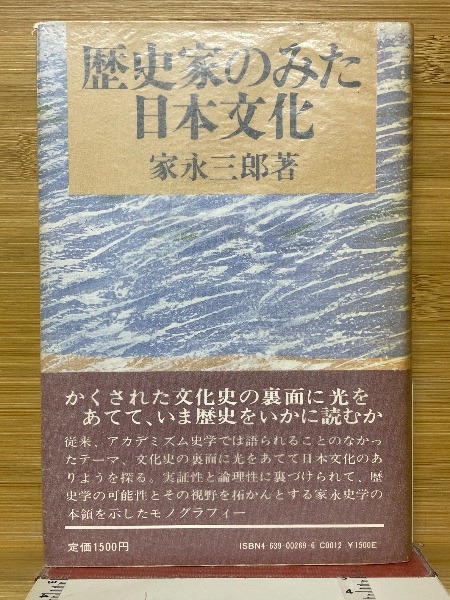 歴史家のみた
日本文化
家永三郎著
かくされた文化史の裏面に光を
あてて、いま歴史をいかに読むか
従来、アカデミズム史学では語られることのなかっ
たテーマ、文化史の裏面に光をあてて日本文化のあ
りようを探る。実証性と論理性に裏づけられて、歴
史学の可能性とその視野を拓かんとする家永史学の
本領を示したモノグラフィー
定価1500円
ISBN4-639-00269-6 C0012 Y1500E